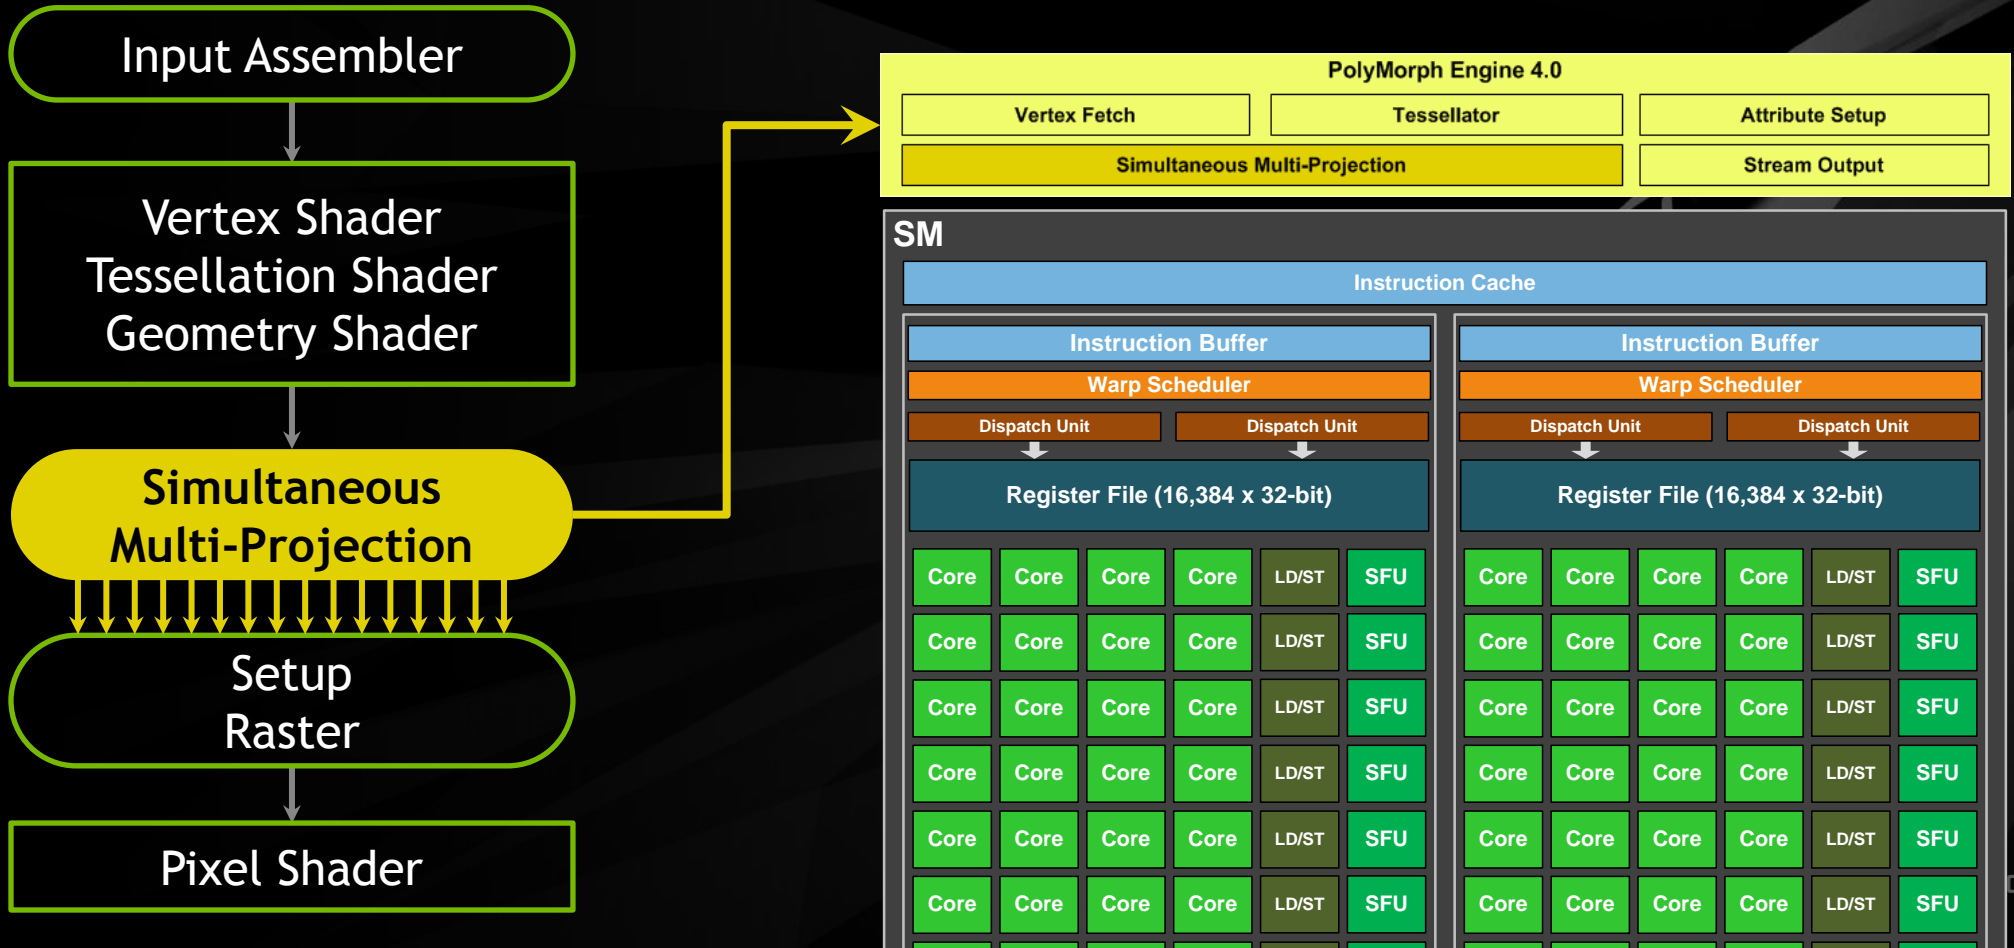 Input Assembler
Vertex Shader
Tessellation Shader
Geometry Shader
Simultaneous
Multi-Projection
Setup
Raster
Pixel Shader
PolyMorph Engine 4.0
Vertex Fetch Tessellator Attribute Setup
Simultaneous Multi-Projection Stream Output
SM
Instruction Cache
Instruction Buffer Instruction Buffer
Warp Scheduler Warp Scheduler
Dispatch Unit Dispatch Unit Dispatch Unit Dispatch Unit
Register File (16,384 x 32-bit) Register File (16,384 x 32-bit)
Core Core Core Core LD/ST SFU Core Core Core Core LD/ST SFU
Core Core Core Core LD/ST SFU Core Core Core Core LD/ST SFU
Core Core Core Core LD/ST SFU Core Core Core Core LD/ST SFU
Core Core Core Core LD/ST SFU Core Core Core Core LD/ST SFU
Core Core Core Core LD/ST SFU Core Core Core Core LD/ST SFU
Core Core Core Core LD/ST SFU Core Core Core Core LD/ST SFU